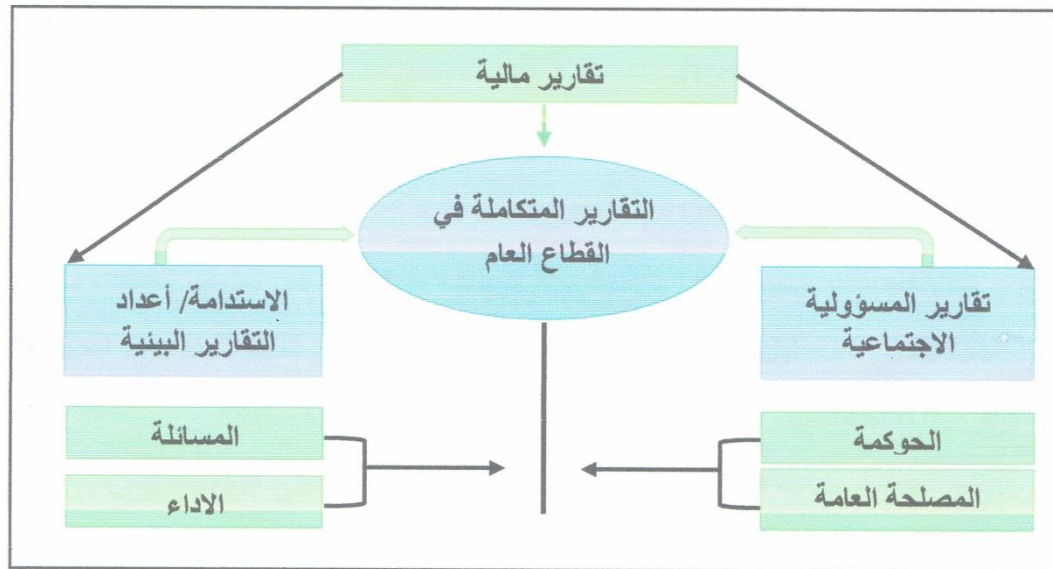 تقارير مالية
التقارير المتكاملة في
القطاع العام
تقارير المسؤولية
الاجتماعية
الاستدامة/ أعداد
التقارير البيئية
الحوكمة
المصلحة العامة
المسائلة
الاداء